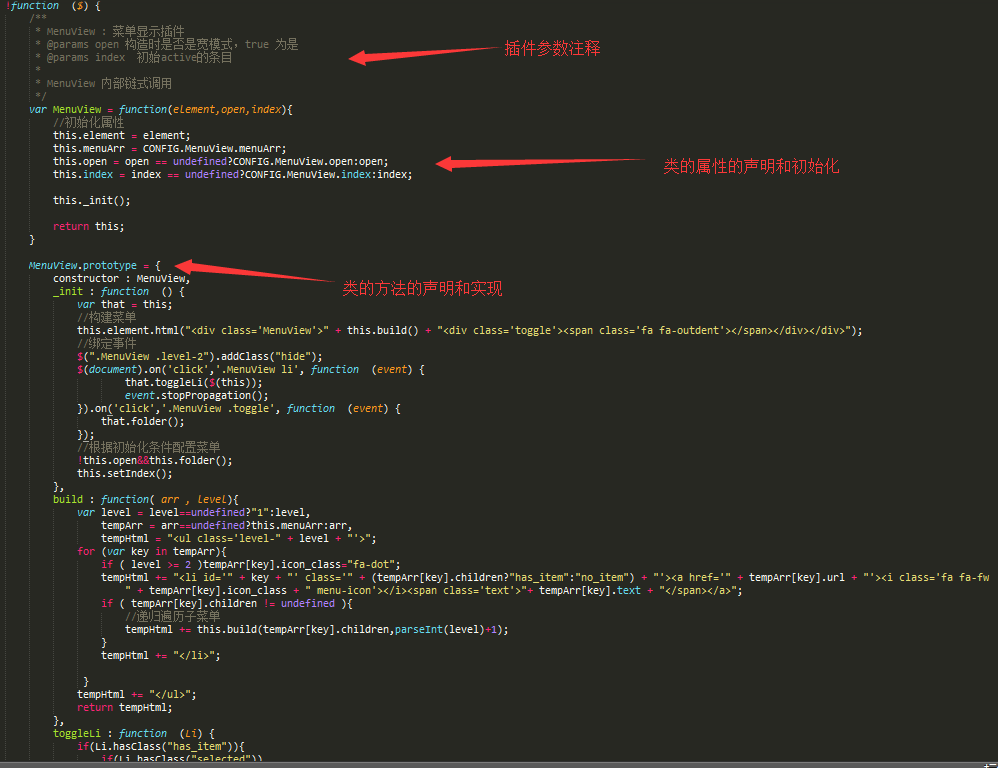 !function ($) {
/**
* MenuView : 菜单显示插件
* @params open 构造时是否是宽模式, true 为是
* @params index 初始active的条目
*
* MenuView 内部链式调用
*/
插件参数注释
var MenuView = function(element,open,index){
//初始化属性
this.element = element;
this.menuArr = CONFIG.MenuView.menuArr;
this.open = open == undefined?CONFIG.MenuView.open:open;
this.index = index == undefined?CONFIG.MenuView.index:index;
类的属性的声明和初始化
this._init();
return this;
}
MenuView.prototype = {
constructor : MenuView,
类的方法的声明和实现
_init : function () {
var that = this;
//构建菜单
this.element.html("<div class='MenuView'>" + this.build() + "<div class='toggle'><span class='fa fa-outdent'></span></div></div>");
//绑定事件
$(".MenuView .level-2").addClass("hide");
$(document).on('click','.MenuView li', function (event) {
that.toggleLi($(this));
event.stopPropagation();
}).on('click','.MenuView .toggle', function (event) {
that.folder();
});
//根据初始化条件配置菜单
!this.open&&this.folder();
this.setIndex();
},
build : function( arr , level){
var level = level==undefined?"1":level,
tempArr = arr==undefined?this.menuArr:arr,
tempHtml = "<ul class='level-" + level + "'>";
for (var key in tempArr){
if ( level >= 2 )tempArr[key].icon_class="fa-dot";
tempHtml += "<li id='" + key + "' class='" + (tempArr[key].children?"has_item":"no_item") + "'><a href='" + tempArr[key].url + "'><i class='fa fa-fw
" + tempArr[key].icon_class + " menu-icon'></i><span class='text'>"+ tempArr[key].text + "</span></a>";
if ( tempArr[key].children != undefined ){
//递归遍历子菜单
tempHtml += this.build(tempArr[key].children,parseInt(level)+1);
}
tempHtml += "</li>";
}
tempHtml += "</ul>";
return tempHtml;
},
toggleLi : function (Li) {
if(Li.hasClass("has_item")){
if(Li.hasClass("selected"))